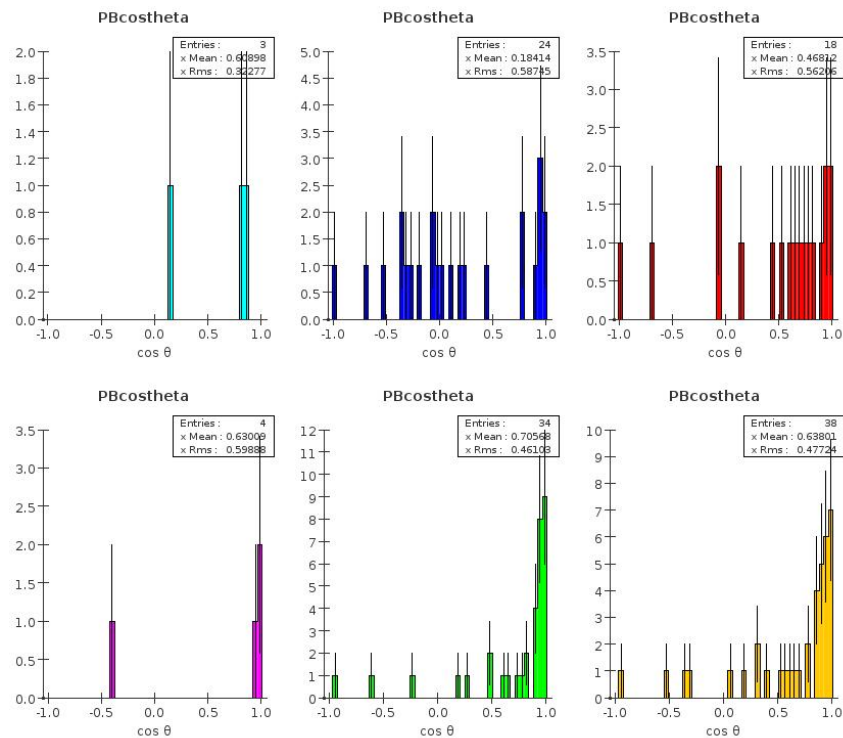 PBcostheta
Entries : 3
x Mean : 0.60898
x Rms : 0.32277
2.0
1.8
1.6
1.4
1.2
1.0
0.8
0.6
0.4
0.2
0.0
-1.0 -0.5 0.0 0.5 1.0
cos θ
PBcostheta
Entries : 24
x Mean : 0.18414
x Rms : 0.58745
5.0
4.5
4.0
3.5
3.0
2.5
2.0
1.5
1.0
0.5
0.0
-1.0 -0.5 0.0 0.5 1.0
cos θ
PBcostheta
Entries : 18
x Mean : 0.46812
x Rms : 0.56206
3.5
3.0
2.5
2.0
1.5
1.0
0.5
0.0
-1.0 -0.5 0.0 0.5 1.0
cos θ
PBcostheta
Entries : 4
x Mean : 0.63009
x Rms : 0.59888
3.5
3.0
2.5
2.0
1.5
1.0
0.5
0.0
-1.0 -0.5 0.0 0.5 1.0
cos θ
PBcostheta
Entries : 34
x Mean : 0.70568
x Rms : 0.46103
12
11
10
9
8
7
6
5
4
3
2
1
0
-1.0 -0.5 0.0 0.5 1.0
cos θ
PBcostheta
Entries : 38
x Mean : 0.63801
x Rms : 0.47724
10
9
8
7
6
5
4
3
2
1
0
-1.0 -0.5 0.0 0.5 1.0
cos θ